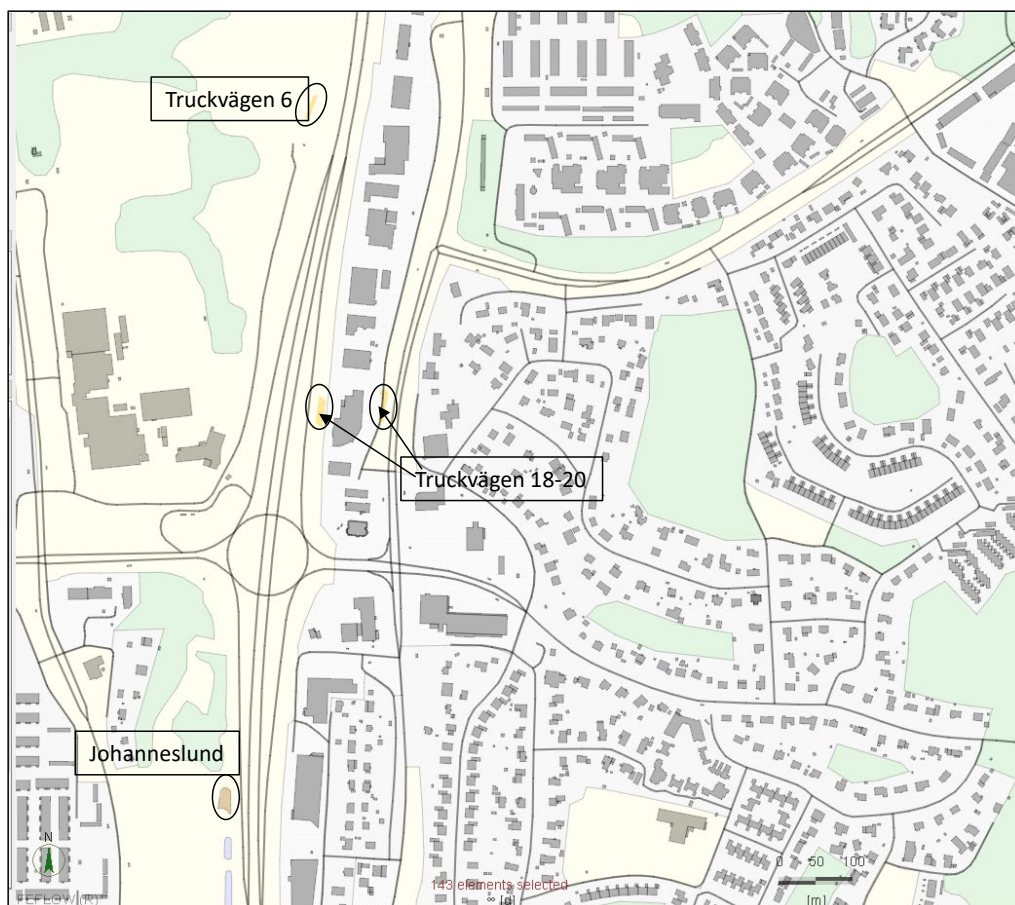 Truckvägen 6
Truckvägen 18-20
Johanneslund
N
0 50 100
143 elements selected
FEFLOW (R)
∞ [d]
[m]